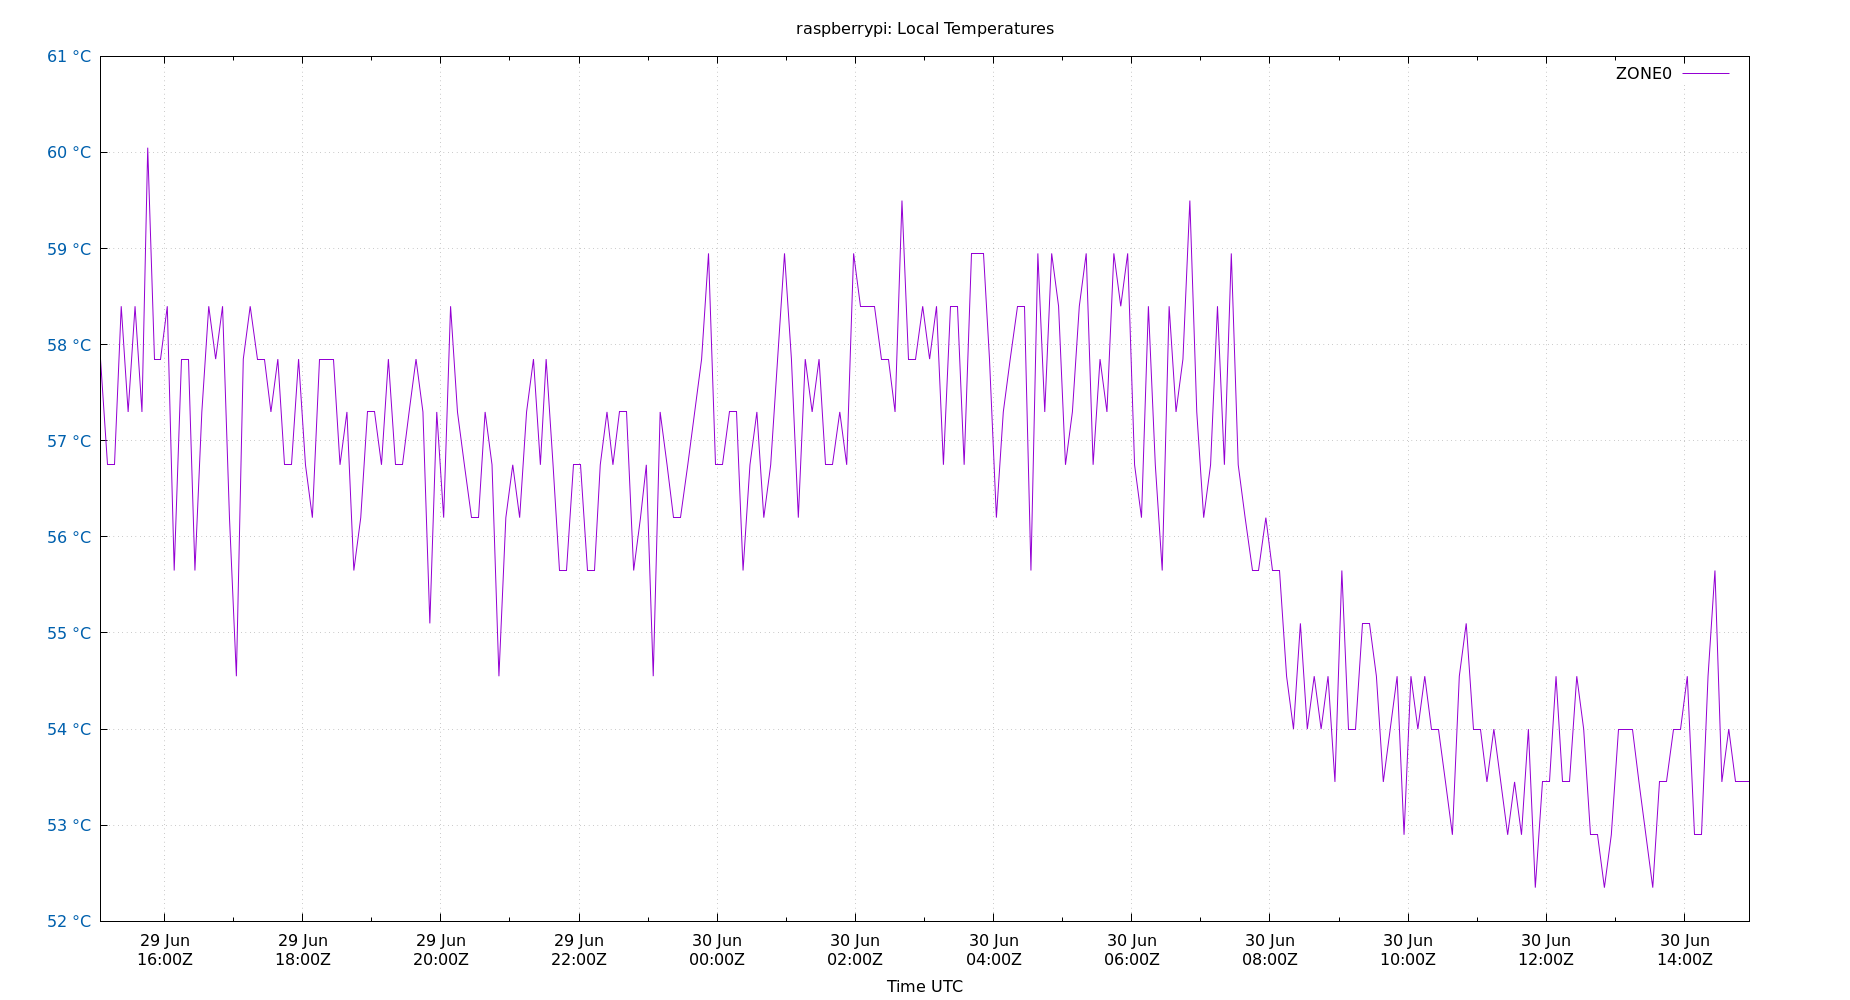 raspberrypi: Local Temperatures
61 °C
ZONE0
60 °C
59 °C
58 °C
57 °C
56 °C
55 °C
54 °C
53 °C
52 °C
29 Jun 29 Jun 29 Jun 29 Jun 30 Jun 30 Jun 30 Jun 30 Jun 30 Jun 30 Jun 30 Jun 30 Jun
16:00Z 18:00Z 20:00Z 22:00Z 00:00Z 02:00Z 04:00Z 06:00Z 08:00Z 10:00Z 12:00Z 14:00Z
Time UTC